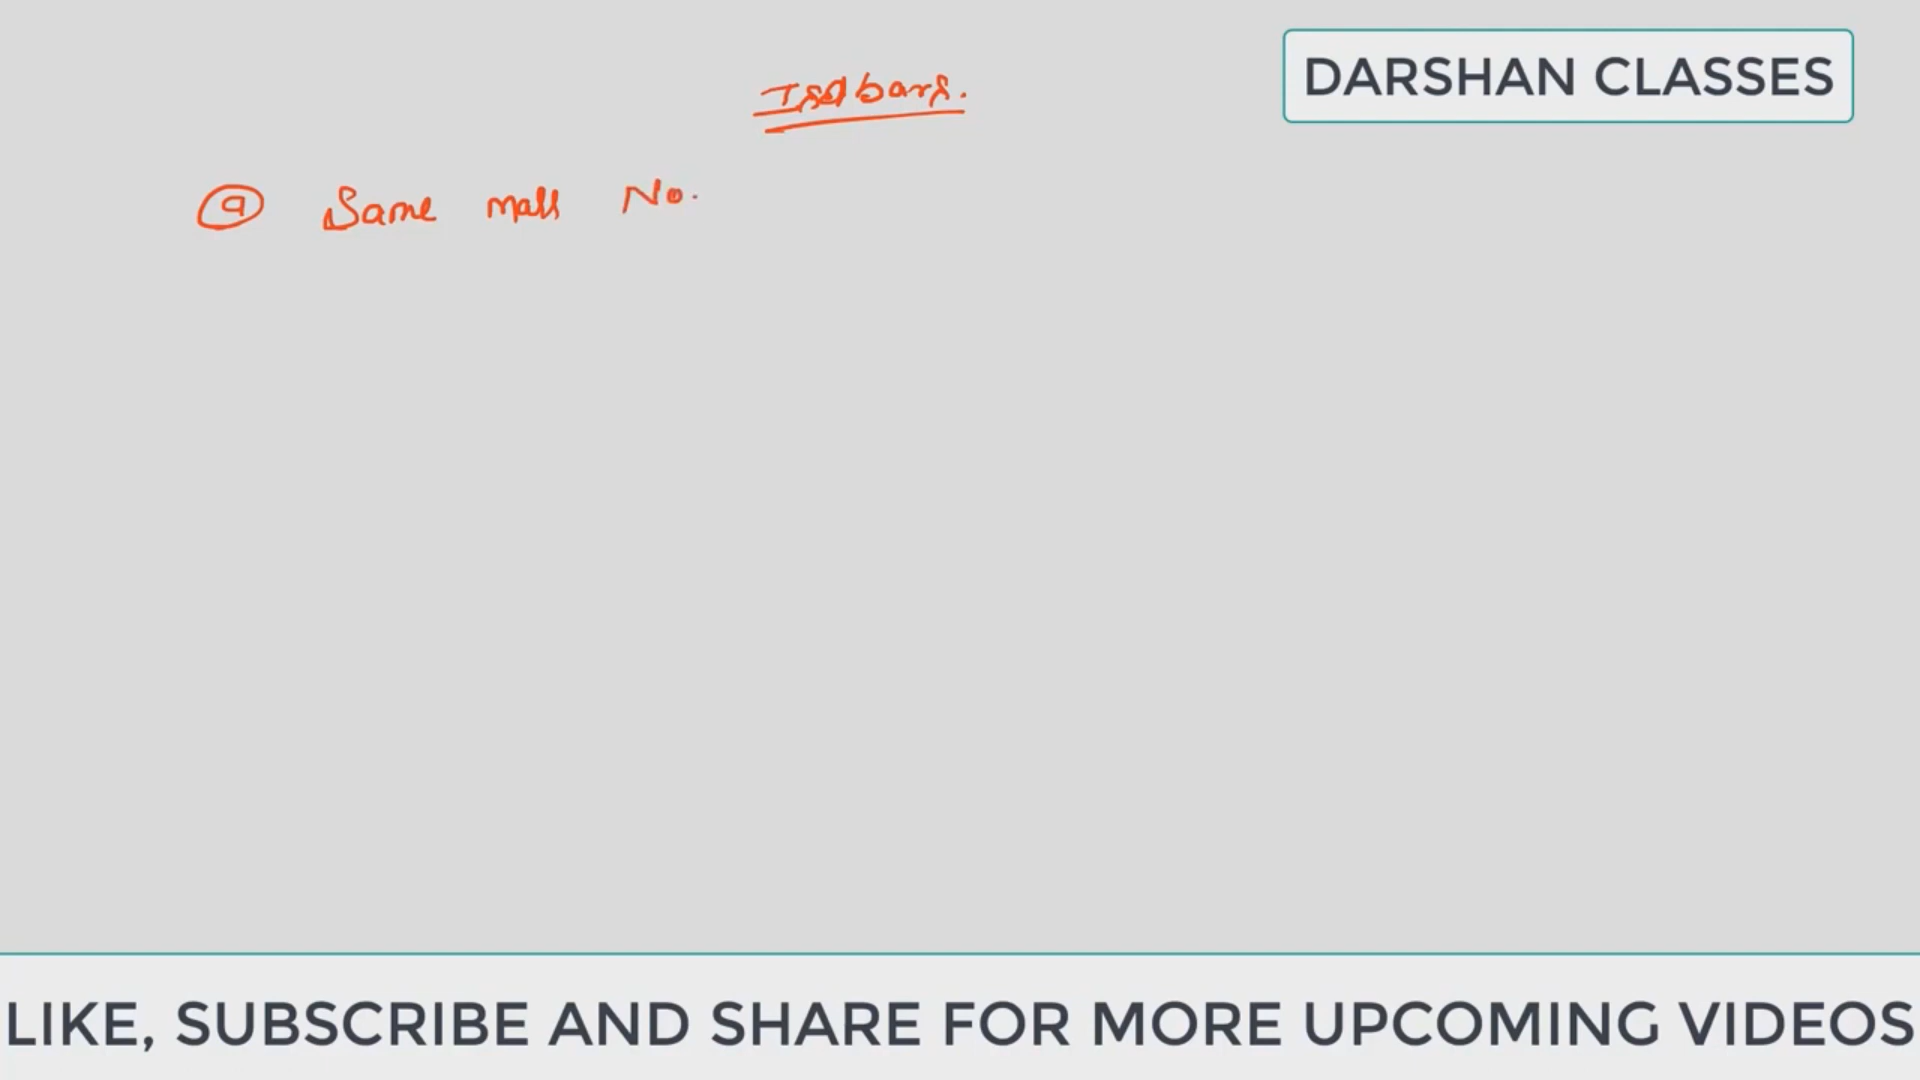 Isobars.
DARSHAN CLASSES
(a) Same mass No.
LIKE, SUBSCRIBE AND SHARE FOR MORE UPCOMING VIDEOS